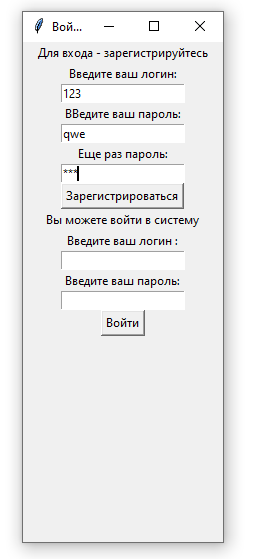 Вой...
Для входа - зарегистрируйтесь
Введите ваш логин:
123
ВВедите ваш пароль:
qwe
Еще раз пароль:
***
Зарегистрироваться
Вы можете войти в систему
Введите ваш логин :
Введите ваш пароль:
Войти